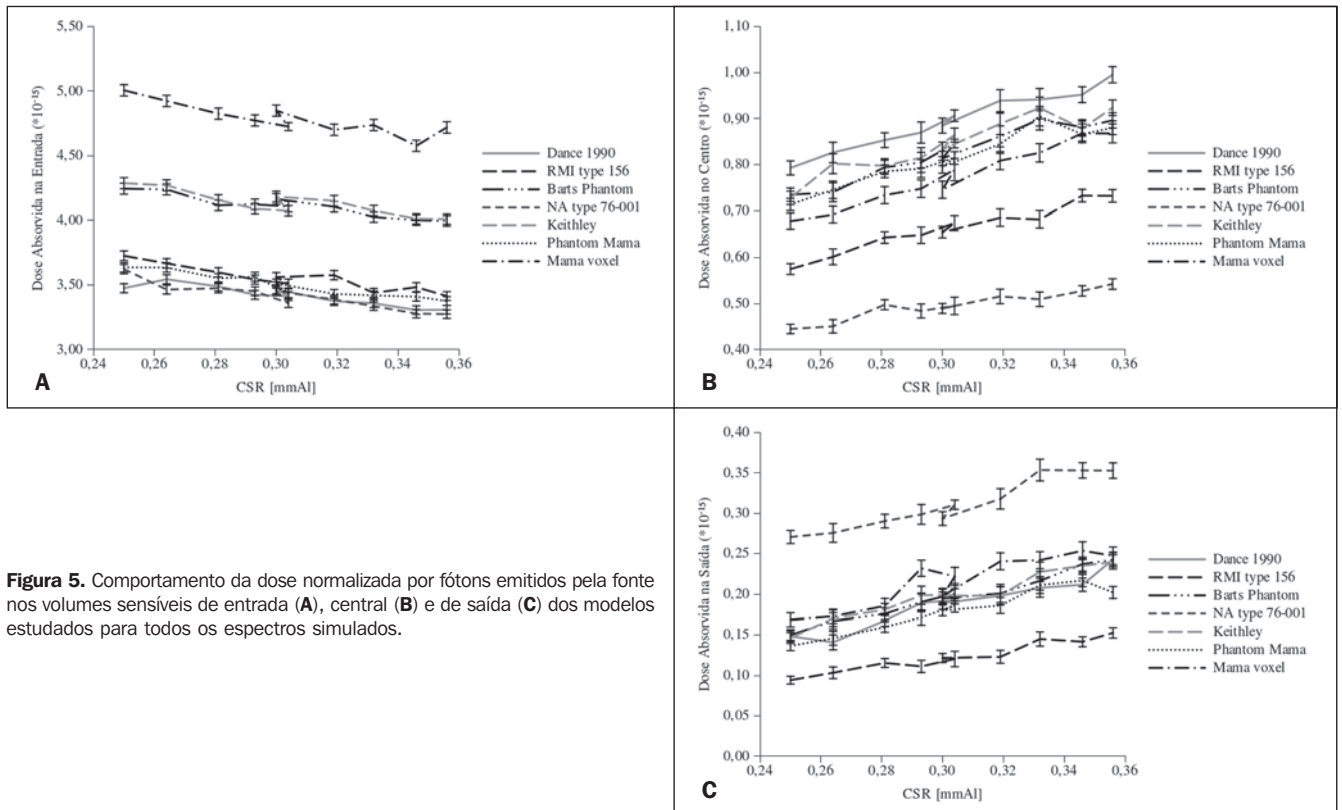 5,50
5,00
4,50
4,00
3,50
3,00
Dose Absorvida na Entrada (*10⁻¹⁵)
0,24
0,26
0,28
0,30
0,32
0,34
0,36
CSR [mmAl]
Dance 1990
RMI type 156
Barts Phantom
NA type 76-001
Keithley
Phantom Mama
Mama voxel
A
1,00
0,90
0,80
0,70
0,60
0,50
0,40
Dose Absorvida no Centro (*10⁻¹⁵)
0,24
0,26
0,28
0,30
0,32
0,34
0,36
CSR [mmAl]
Dance 1990
RMI type 156
Barts Phantom
NA type 76-001
Keithley
Phantom Mama
Mama voxel
B
Figura 5. Comportamento da dose normalizada por fótons emitidos pela fonte
nos volumes sensíveis de entrada (A), central (B) e de saída (C) dos modelos
estudados para todos os espectros simulados.
0,40
0,35
0,30
0,25
0,20
0,15
0,10
0,05
0,00
Dose Absorvida na Saída (*10⁻¹⁵)
0,24
0,26
0,28
0,30
0,32
0,34
0,36
CSR [mmAl]
Dance 1990
RMI type 156
Barts Phantom
NA type 76-001
Keithley
Phantom Mama
Mama voxel
C